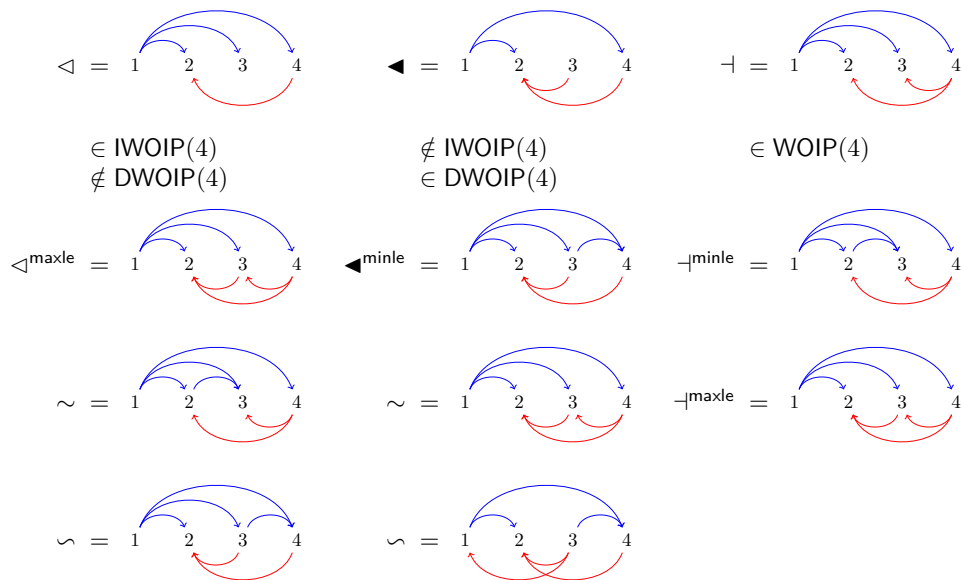 ◁ = 1 2 3 4 ◀ = 1 2 3 4 ⊣ = 1 2 3 4
∈ IWOIP(4) ∉ IWOIP(4) ∈ WOIP(4)
∉ DWOIP(4) ∈ DWOIP(4)
◁maxle = 1 2 3 4 ◀minle = 1 2 3 4 ⊣minle = 1 2 3 4
∼ = 1 2 3 4 ∼ = 1 2 3 4 ⊣maxle = 1 2 3 4
∽ = 1 2 3 4 ∽ = 1 2 3 4